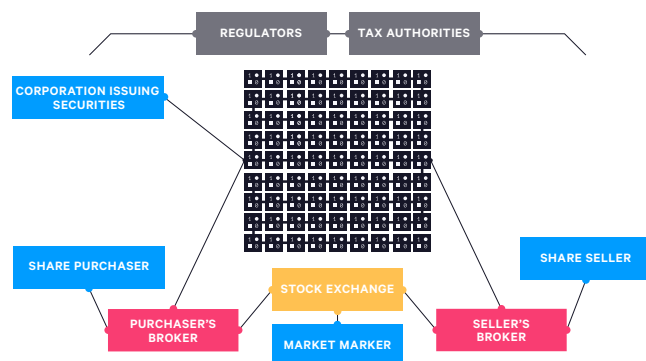 REGULATORS
TAX AUTHORITIES
CORPORATION ISSUING
SECURITIES
SHARE PURCHASER
SHARE SELLER
STOCK EXCHANGE
PURCHASER'S
BROKER
SELLER'S
BROKER
MARKET MARKER